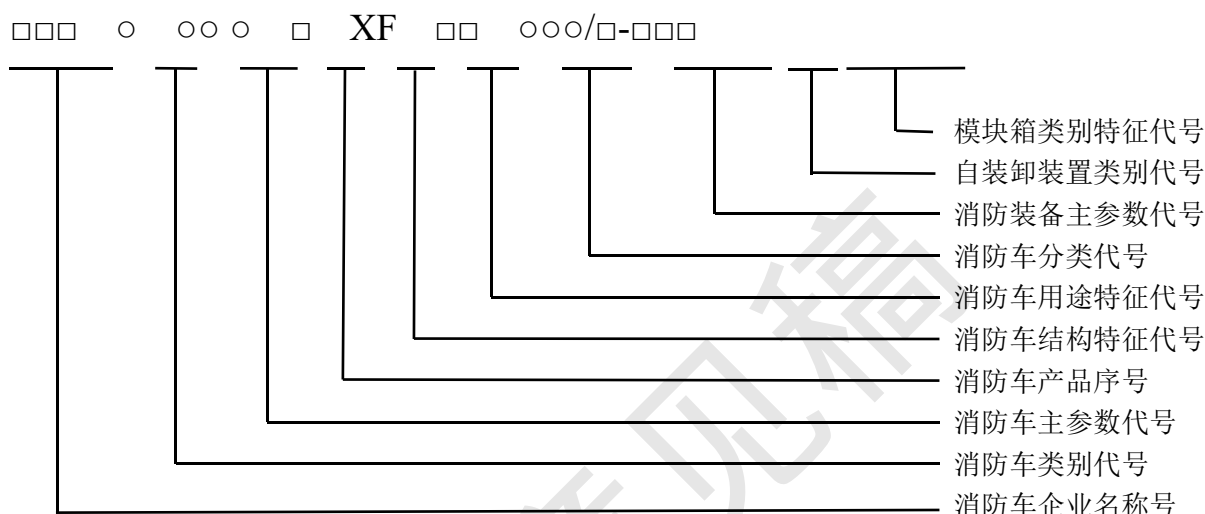 □□□ ○ ○○ ○ □ XF □□ ○○○/□-□□□
模块箱类别特征代号
自装卸装置类别代号
消防装备主参数代号
消防车分类代号
消防车用途特征代号
消防车结构特征代号
消防车产品序号
消防车主参数代号
消防车类别代号
消防车企业名称号
意见稿